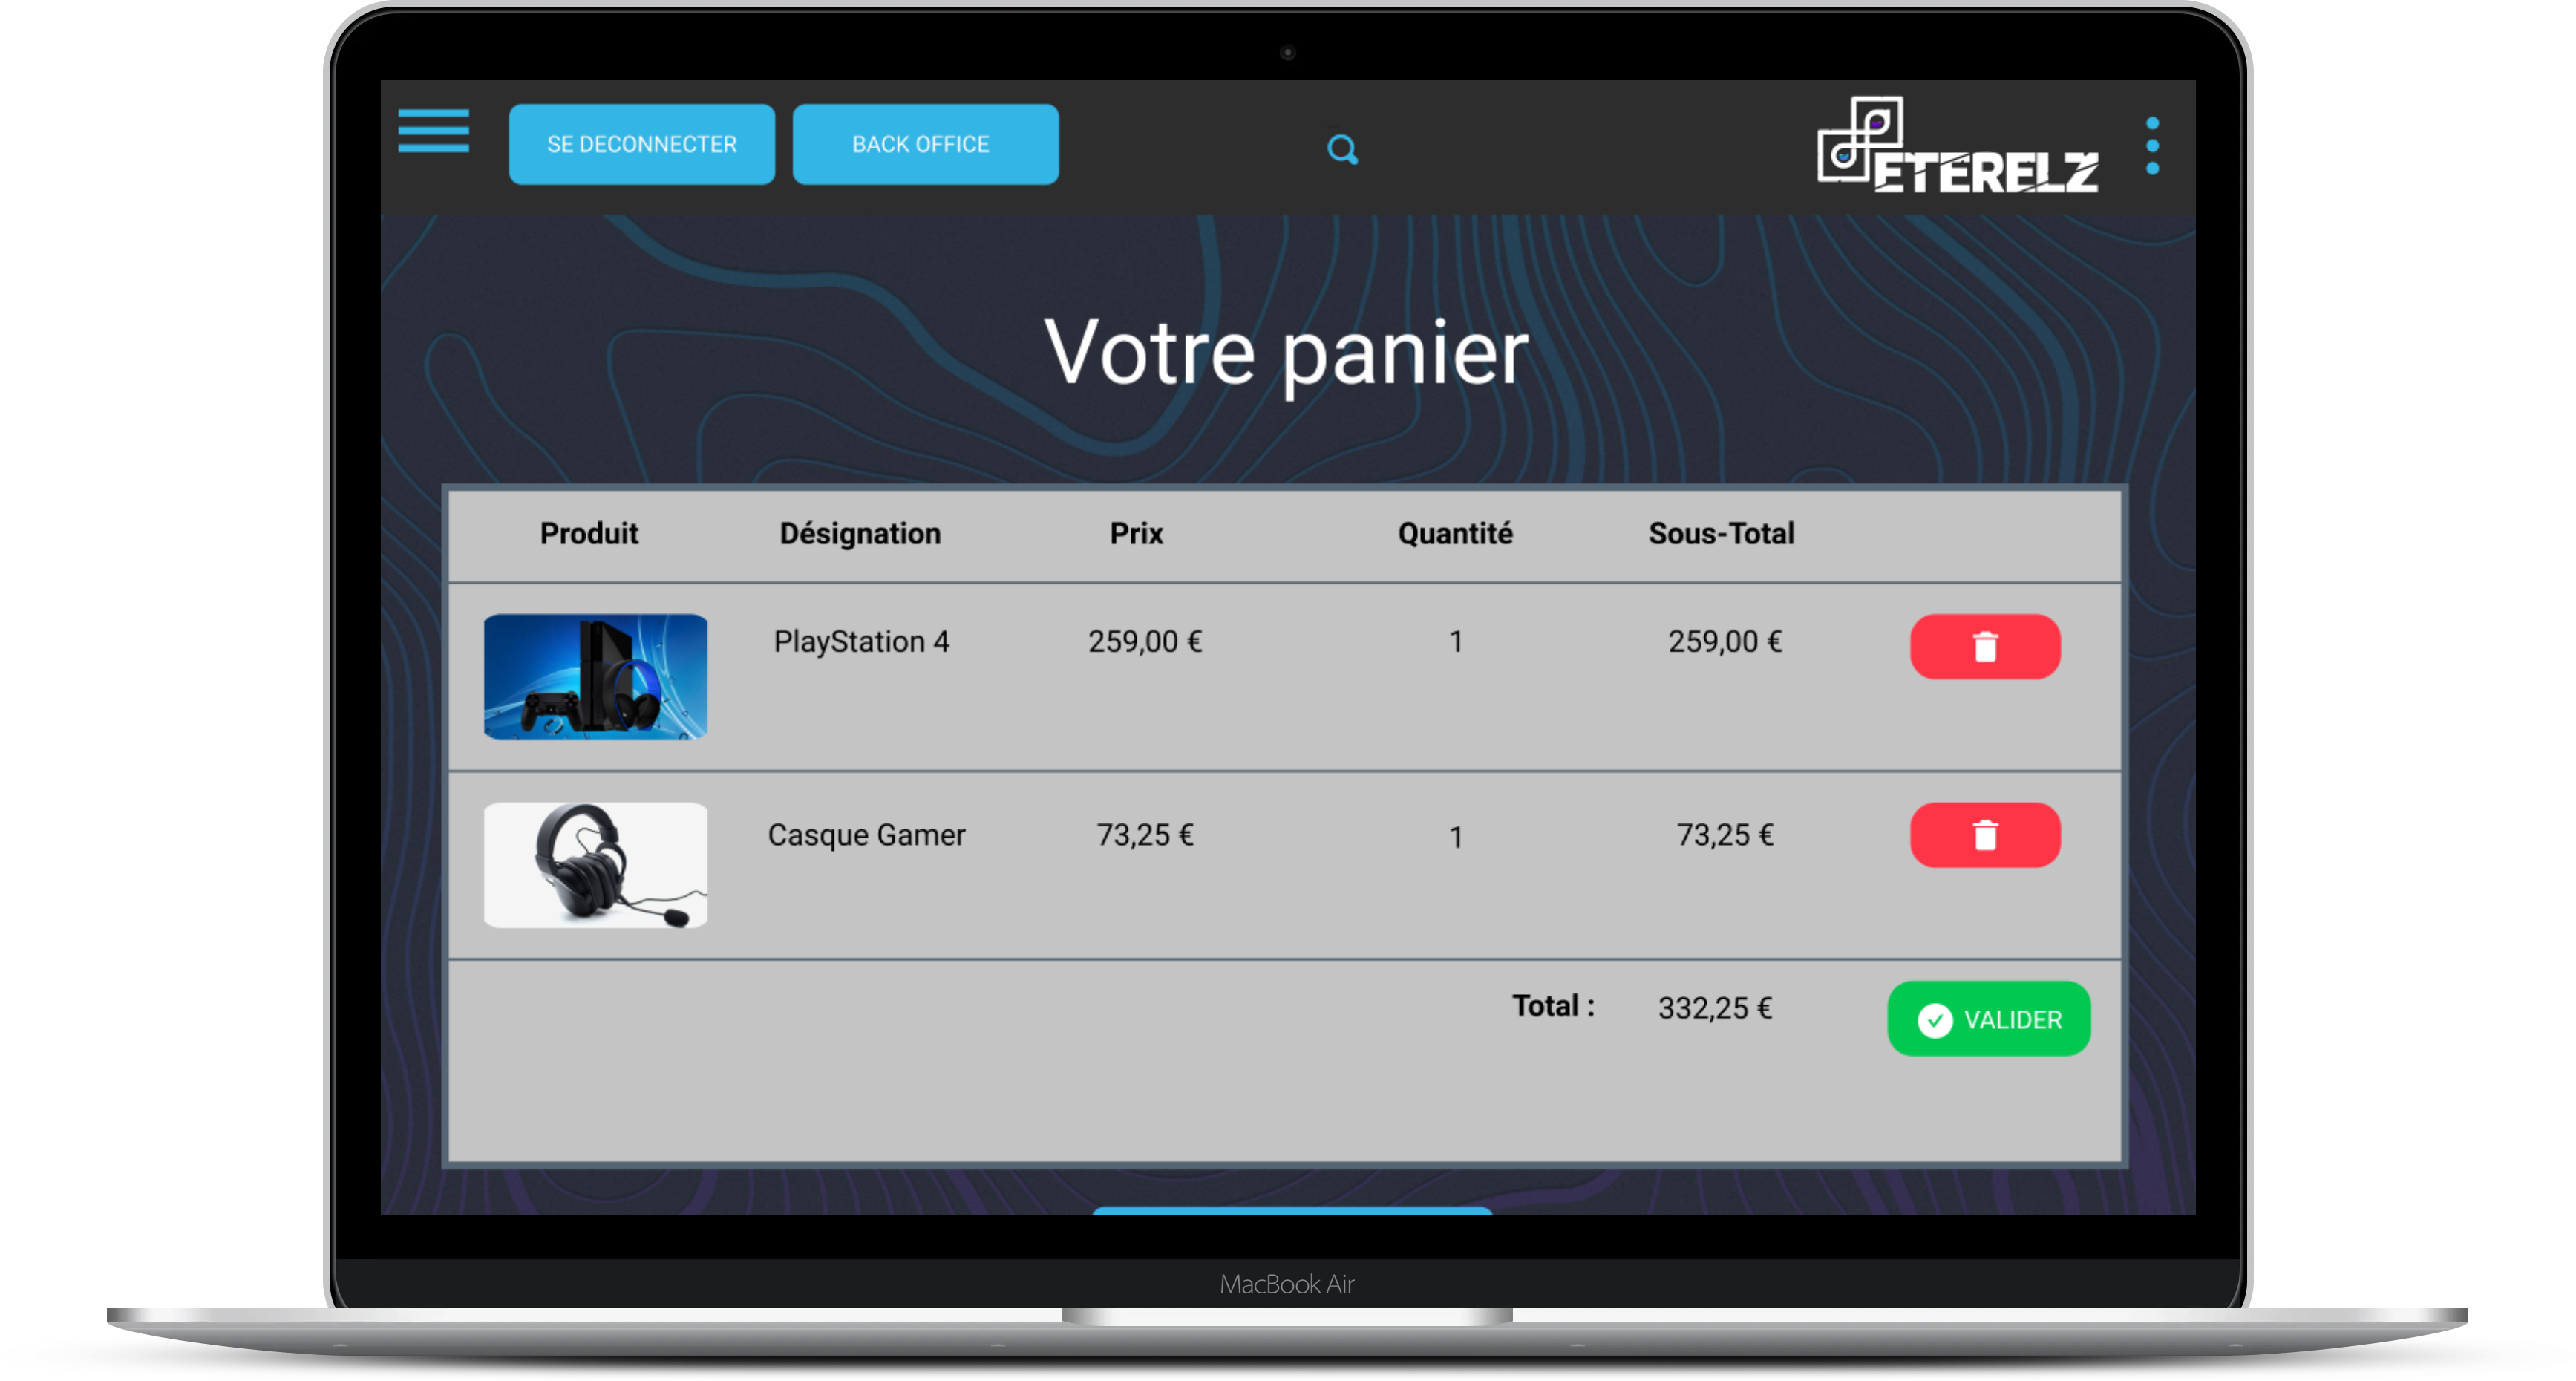 SE DECONNECTER
BACK OFFICE
ETERELZ
Votre panier
Produit Désignation Prix Quantité Sous-Total
PlayStation 4 259,00 € 1 259,00 €
Casque Gamer 73,25 € 1 73,25 €
Total : 332,25 € VALIDER
MacBook Air